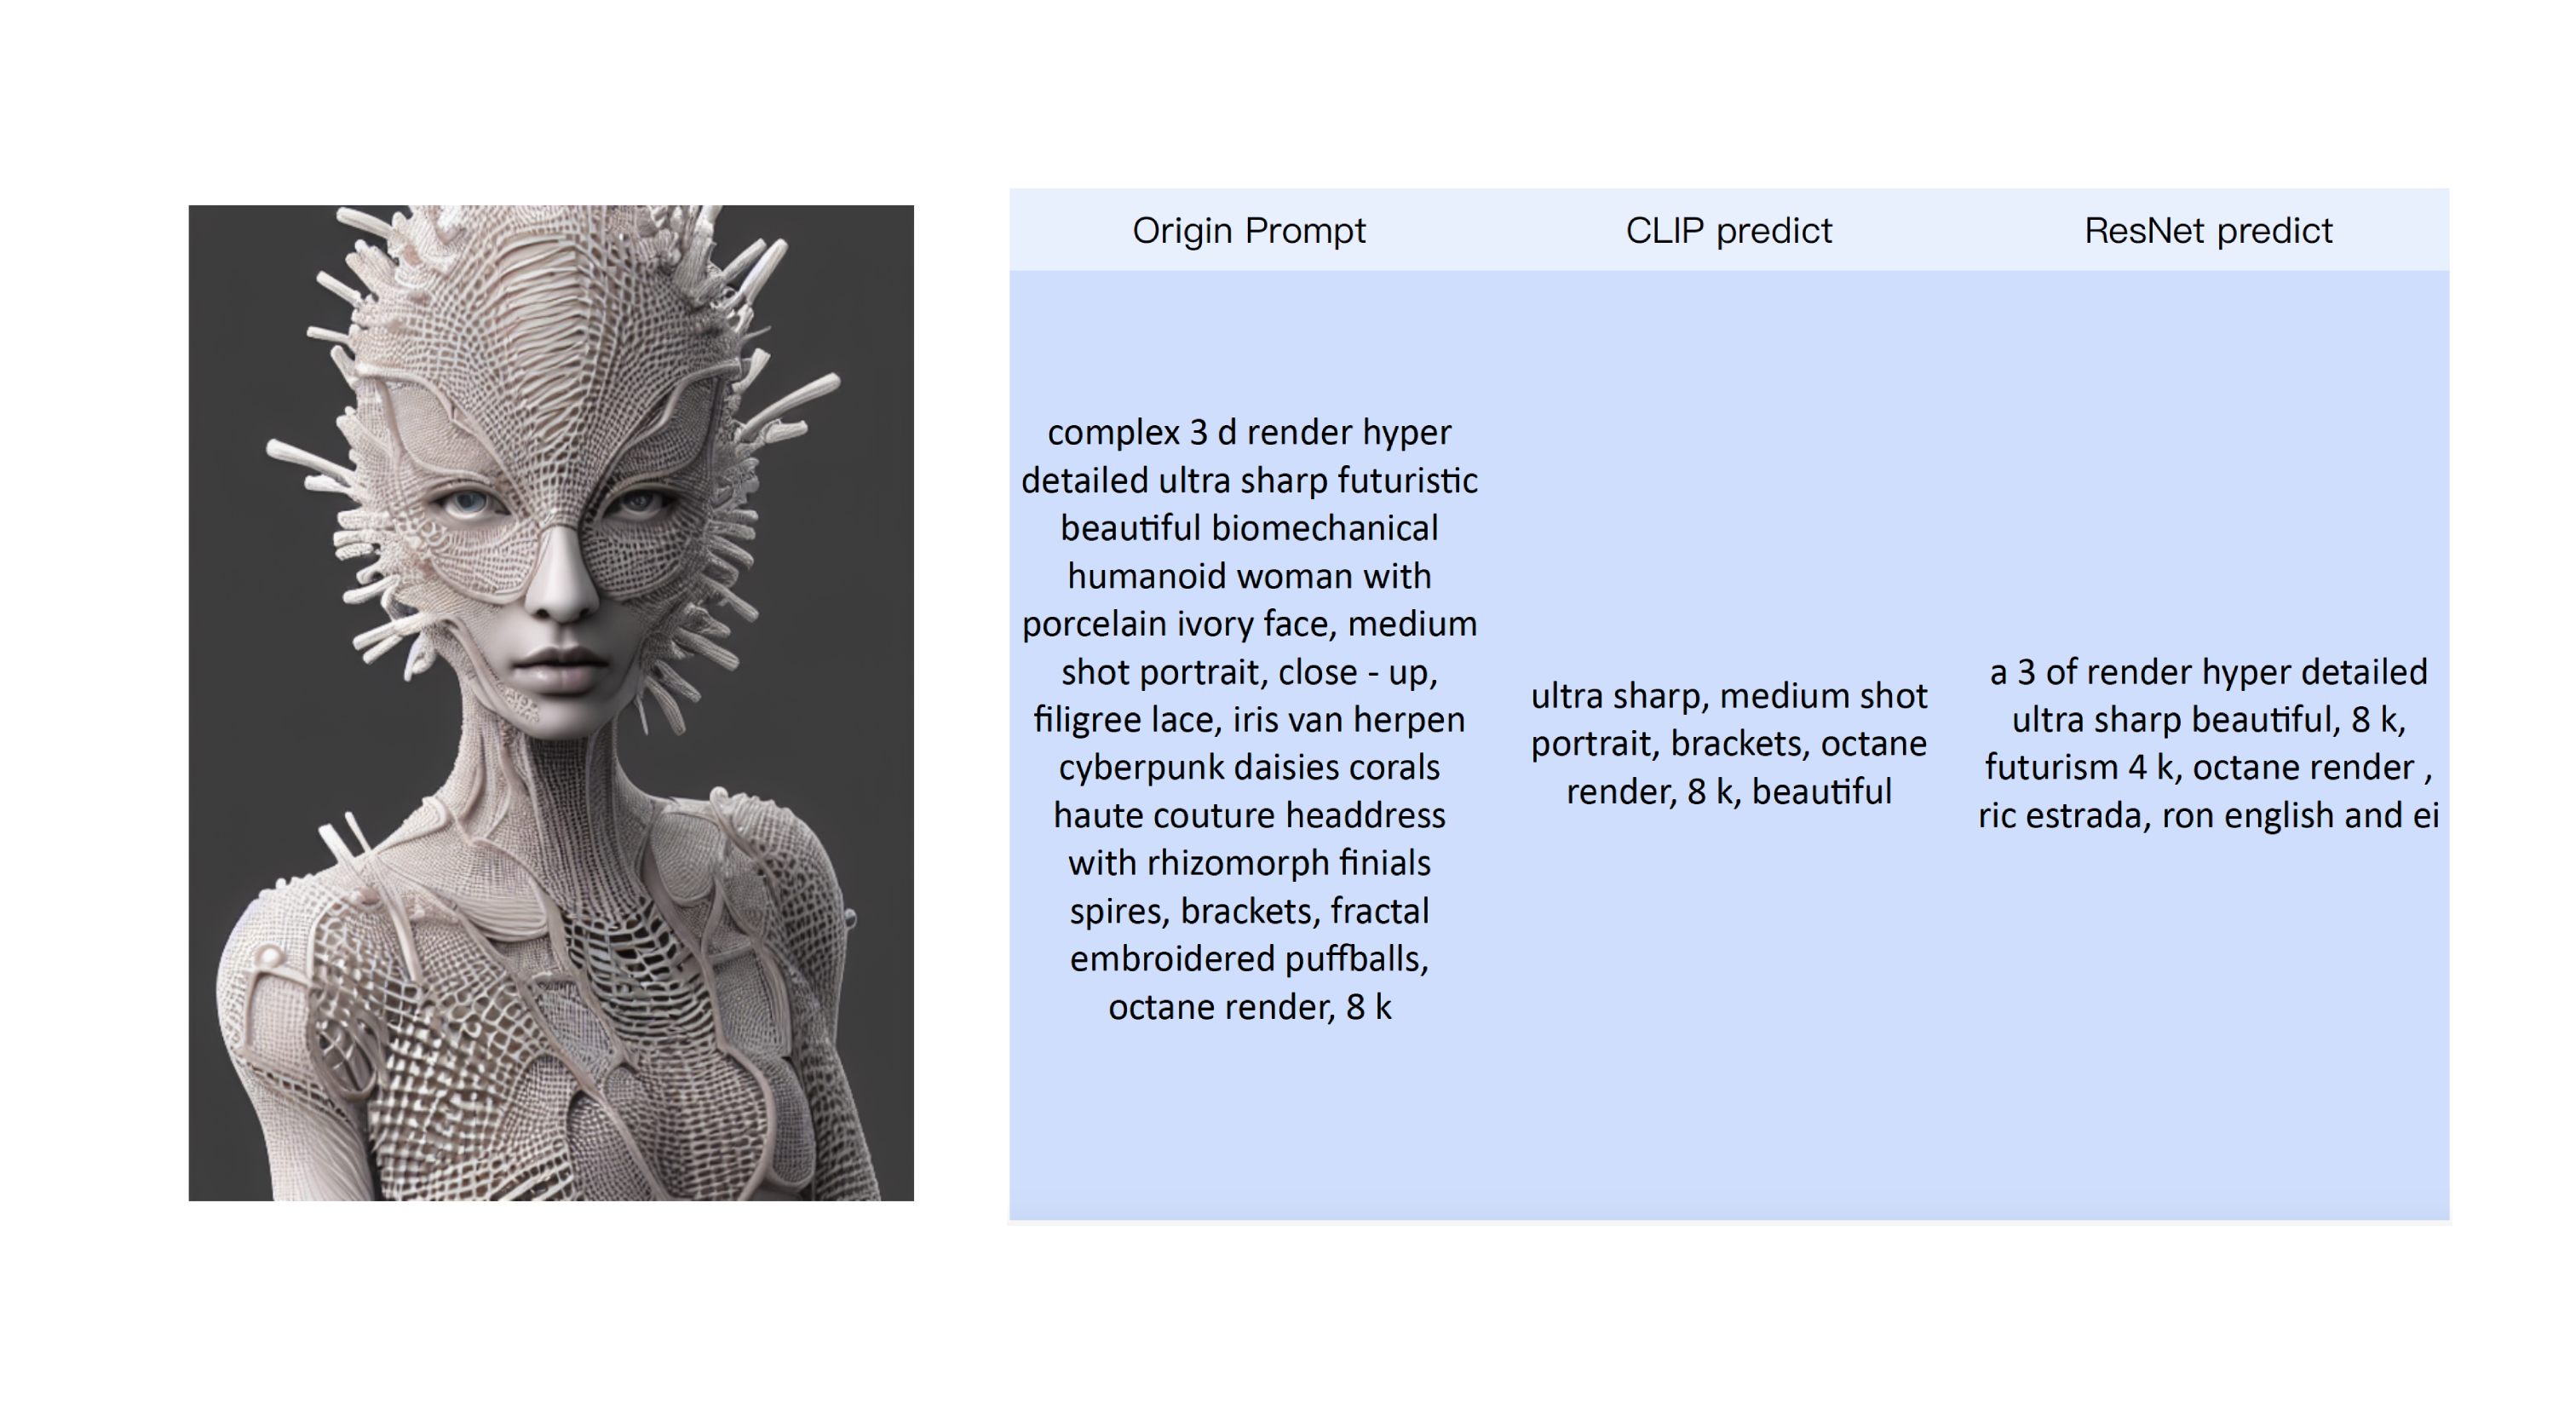 Origin Prompt
CLIP predict
ResNet predict
complex 3 d render hyper
detailed ultra sharp futuristic
beautiful biomechanical
humanoid woman with
porcelain ivory face, medium
shot portrait, close - up,
filigree lace, iris van herpen
cyberpunk daisies corals
haute couture headdress
with rhizomorph finials
spires, brackets, fractal
embroidered puffballs,
octane render, 8 k
ultra sharp, medium shot
portrait, brackets, octane
render, 8 k, beautiful
a 3 of render hyper detailed
ultra sharp beautiful, 8 k,
futurism 4 k, octane render ,
ric estrada, ron english and ei